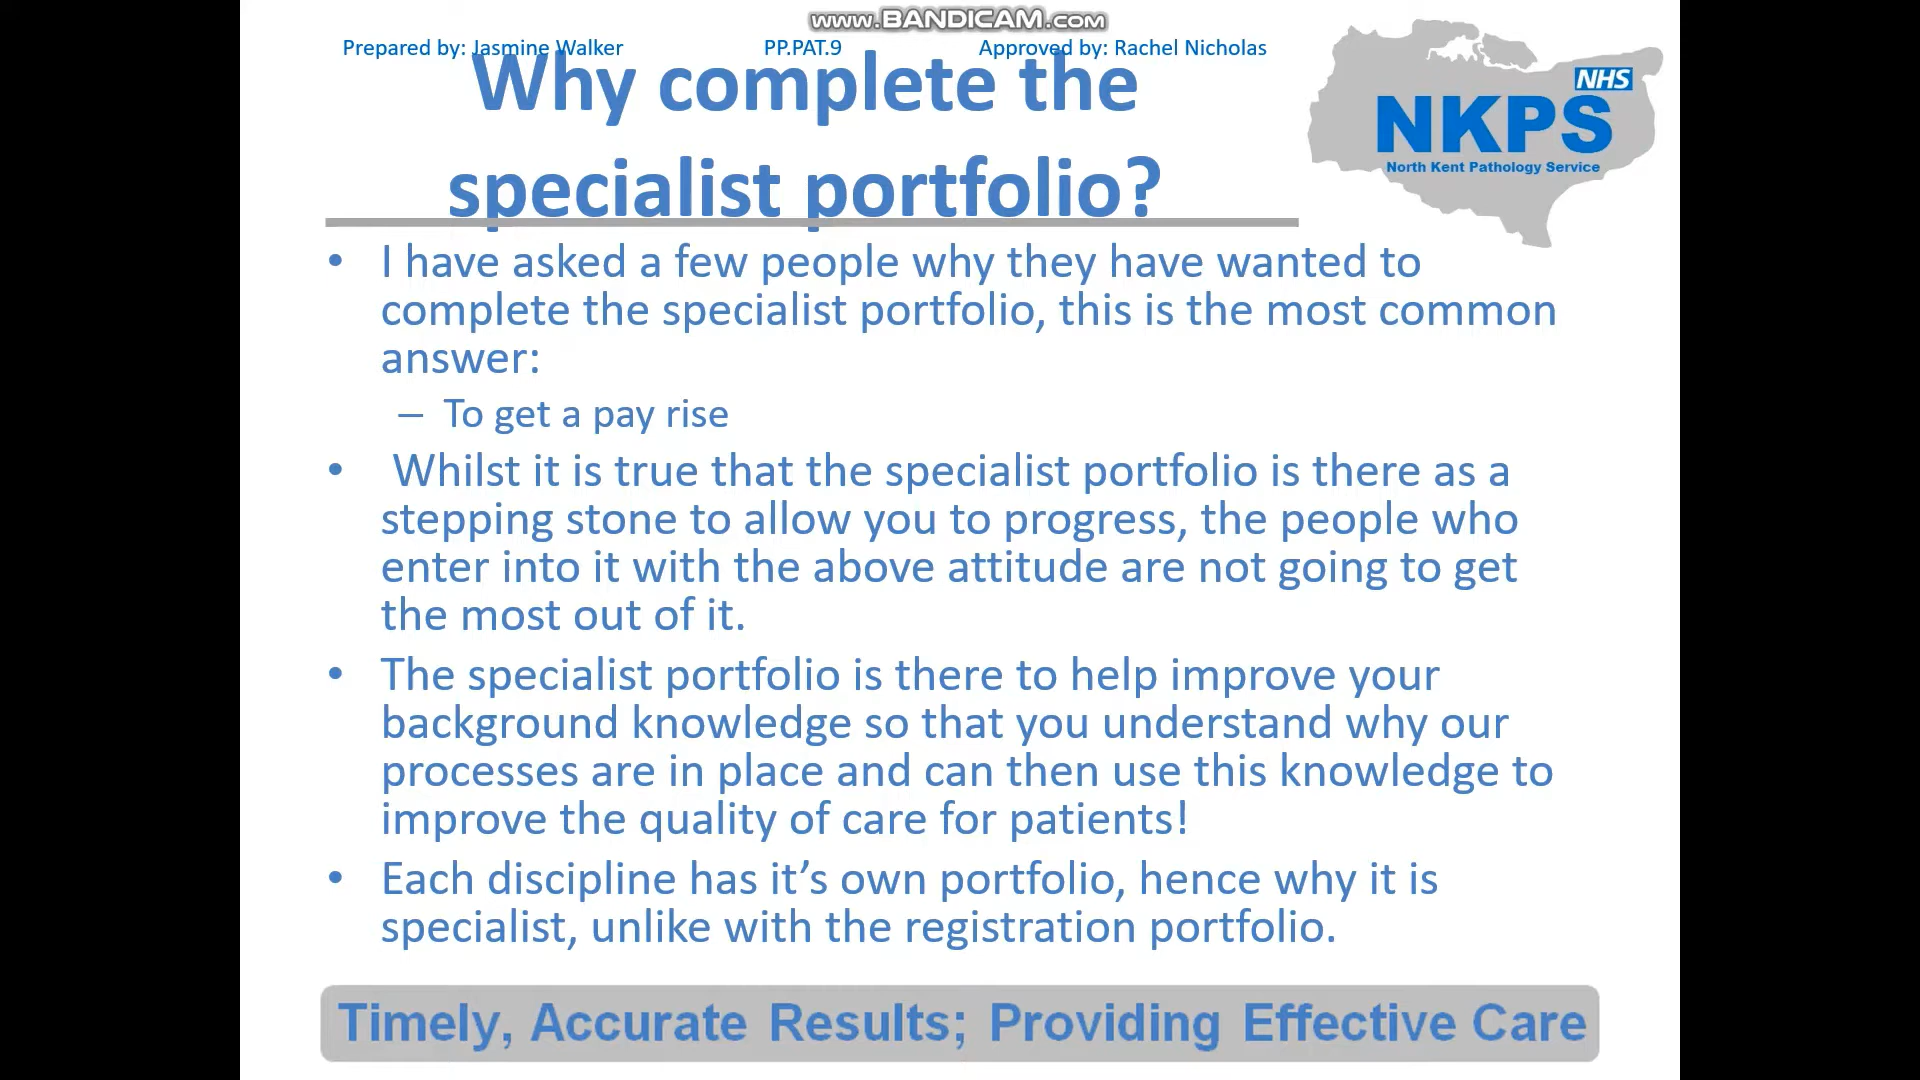 www.BANDICAM.com
Prepared by: Jasmine Walker PP.PAT.9 Approved by: Rachel Nicholas
Why complete the
specialist portfolio?
NHS
NKPS
North Kent Pathology Service
• I have asked a few people why they have wanted to
complete the specialist portfolio, this is the most common
answer:
– To get a pay rise
• Whilst it is true that the specialist portfolio is there as a
stepping stone to allow you to progress, the people who
enter into it with the above attitude are not going to get
the most out of it.
• The specialist portfolio is there to help improve your
background knowledge so that you understand why our
processes are in place and can then use this knowledge to
improve the quality of care for patients!
• Each discipline has it’s own portfolio, hence why it is
specialist, unlike with the registration portfolio.
Timely, Accurate Results; Providing Effective Care